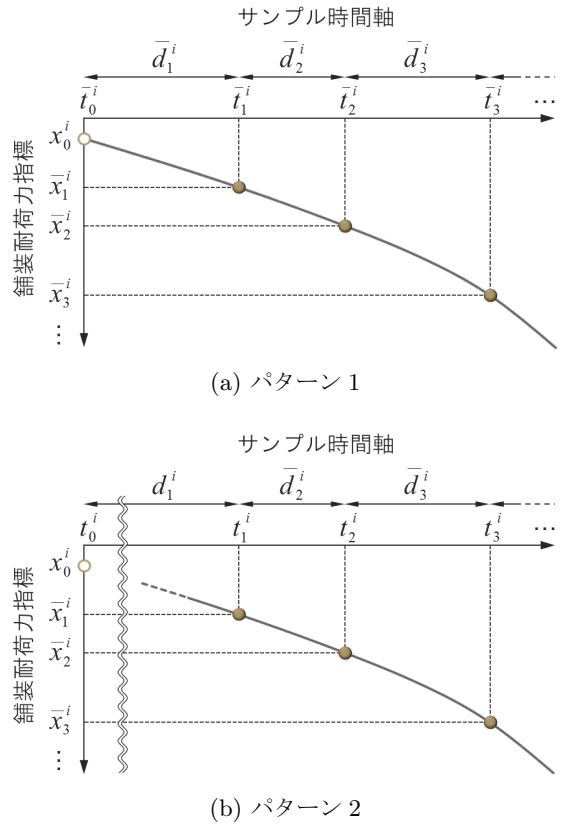 サンプル時間軸
d̄₁ⁱ d̄₂ⁱ d̄₃ⁱ
t̄₀ⁱ t̄₁ⁱ t̄₂ⁱ t̄₃ⁱ …
x₀ⁱ
x̄₁ⁱ
x̄₂ⁱ
x̄₃ⁱ
⋮
舗装耐荷力指標
(a) パターン 1
サンプル時間軸
d₁ⁱ d̄₂ⁱ d̄₃ⁱ
t₀ⁱ t₁ⁱ t₂ⁱ t₃ⁱ …
x₀ⁱ
x̄₁ⁱ
x̄₂ⁱ
x̄₃ⁱ
⋮
舗装耐荷力指標
(b) パターン 2